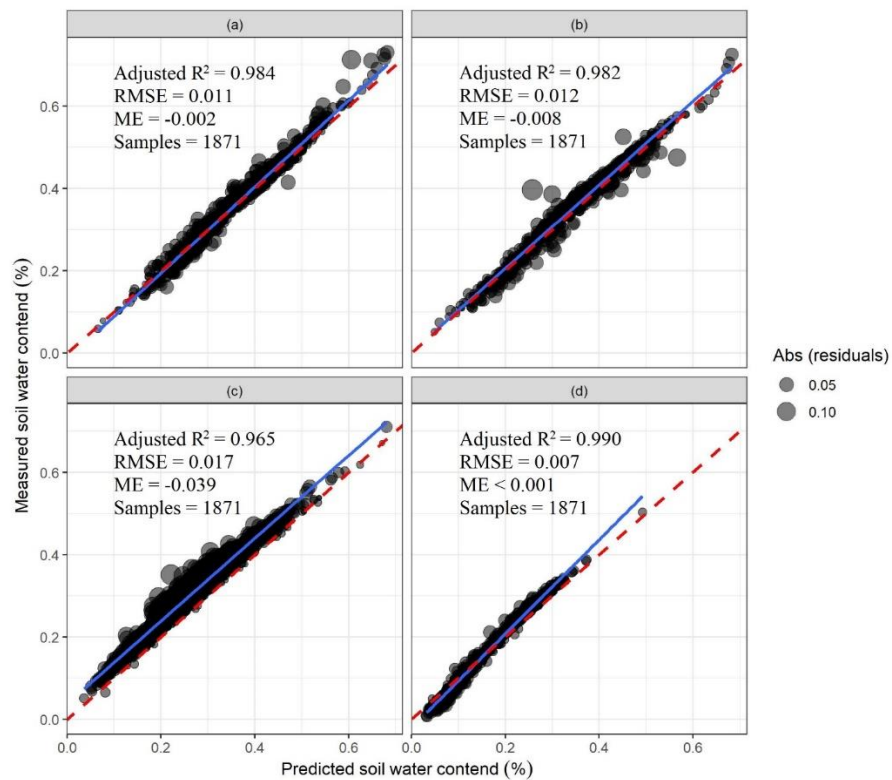 (a)
(b)
Adjusted R² = 0.984
RMSE = 0.011
ME = -0.002
Samples = 1871
Adjusted R² = 0.982
RMSE = 0.012
ME = -0.008
Samples = 1871
0.6
0.4
0.2
0.0
(c)
(d)
Adjusted R² = 0.965
RMSE = 0.017
ME = -0.039
Samples = 1871
Adjusted R² = 0.990
RMSE = 0.007
ME < 0.001
Samples = 1871
0.6
0.4
0.2
0.0
0.0 0.2 0.4 0.6
0.0 0.2 0.4 0.6
Measured soil water contend (%)
Predicted soil water contend (%)
Abs (residuals)
0.05
0.10